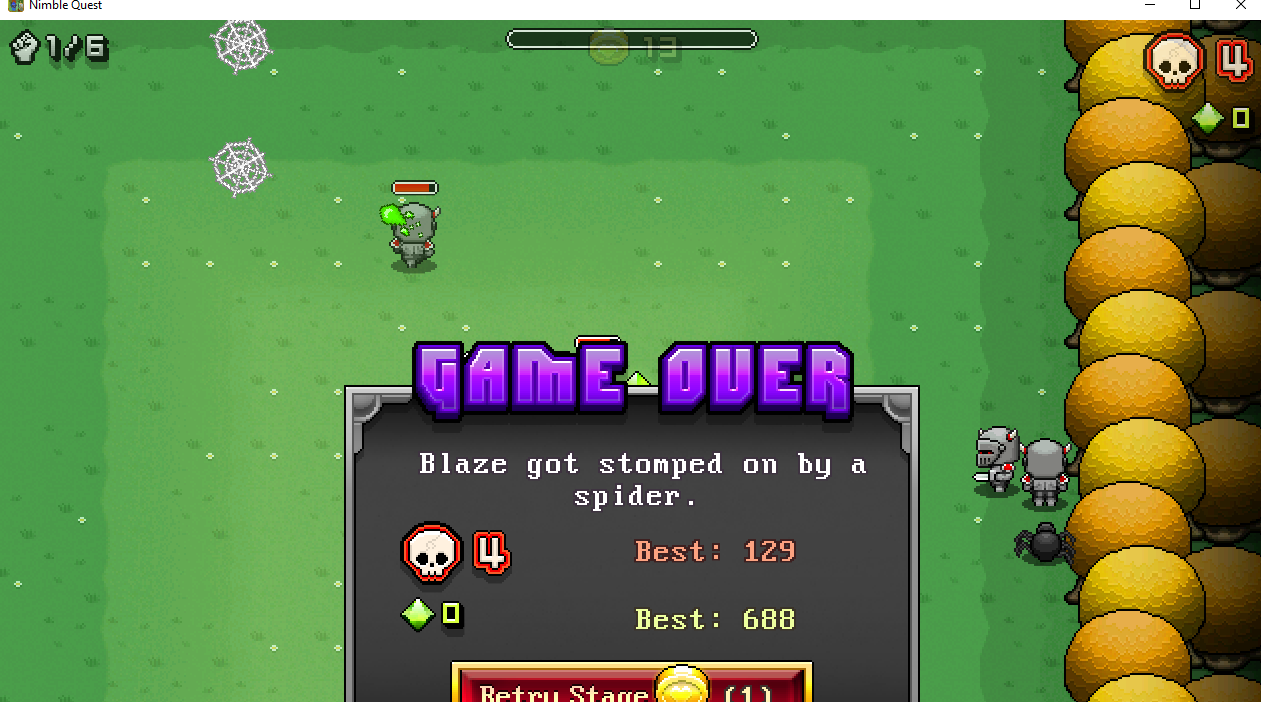 Nimble Quest
1/6
13
4
0
GAME OVER
Blaze got stomped on by a
spider.
4
Best: 129
0
Best: 688
Retry Stage (1)